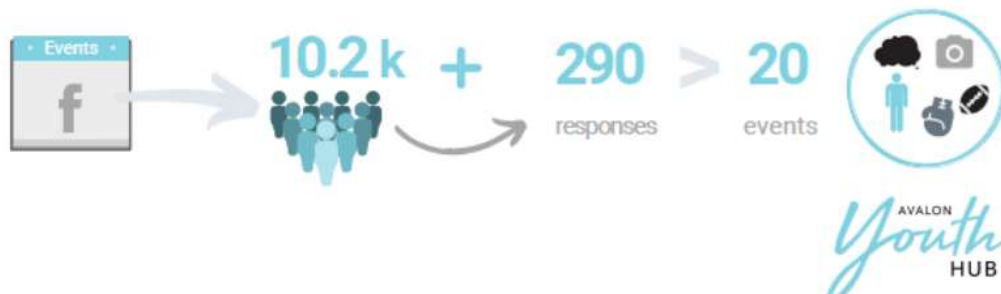 • Events •
f
10.2 k + 290 > 20
responses events
AVALON
Youth
HUB